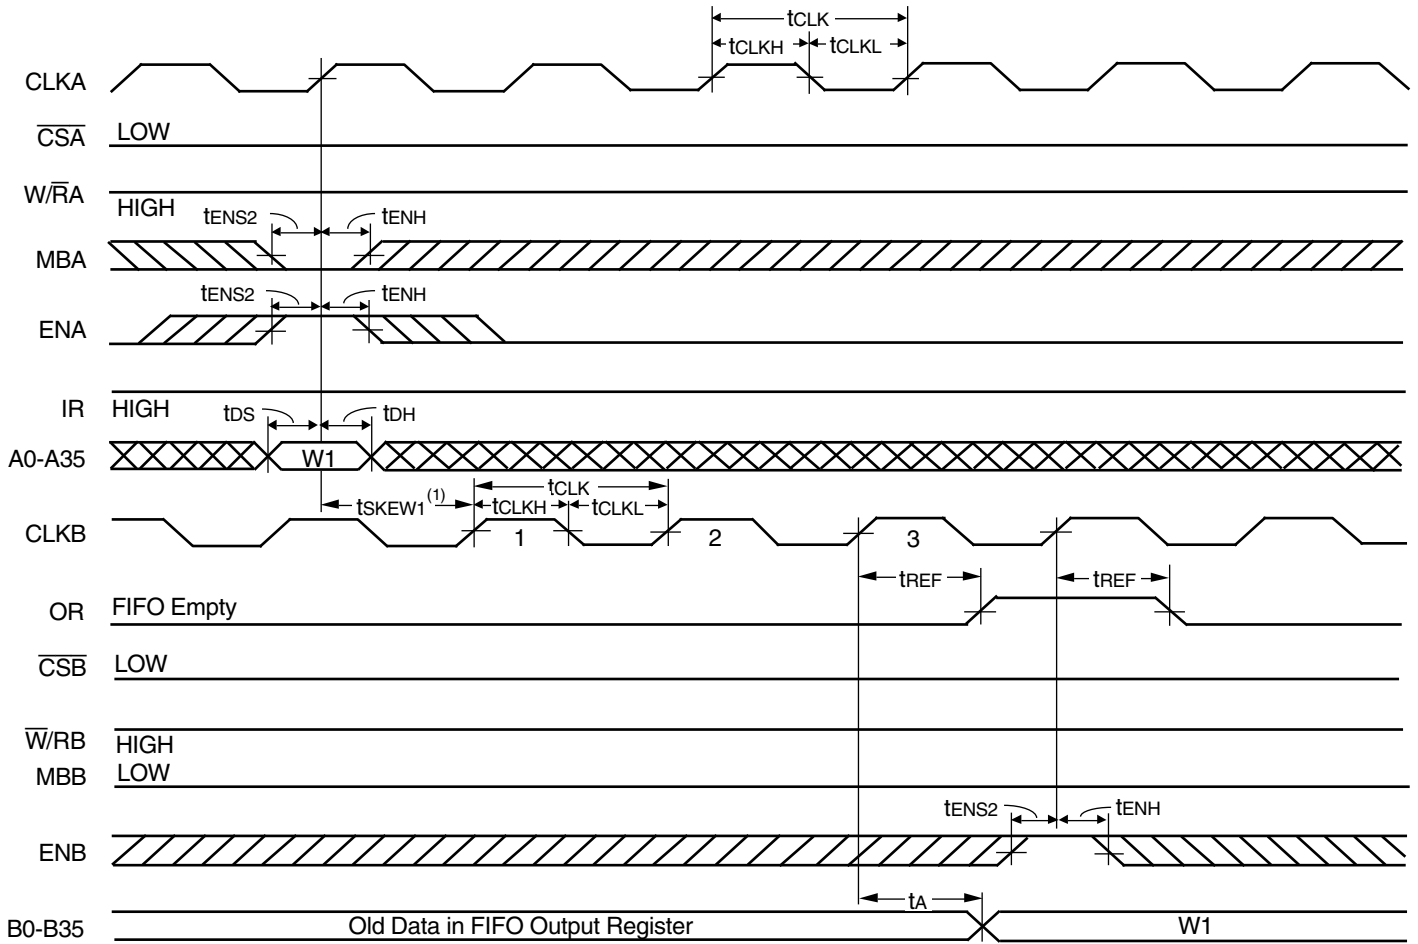 tCLK
tCLKH tCLKL
CLKA
CSA LOW
W/RA
HIGH
tENS2 tENH
MBA
tENS2 tENH
ENA
IR HIGH
tDS tDH
A0-A35 W1
tSKEW1(1) tCLK
tCLKH tCLKL
CLKB 1 2 3
tREF tREF
OR FIFO Empty
CSB LOW
W/RB HIGH
MBB LOW
tENS2 tENH
ENB
tA
B0-B35 Old Data in FIFO Output Register W1